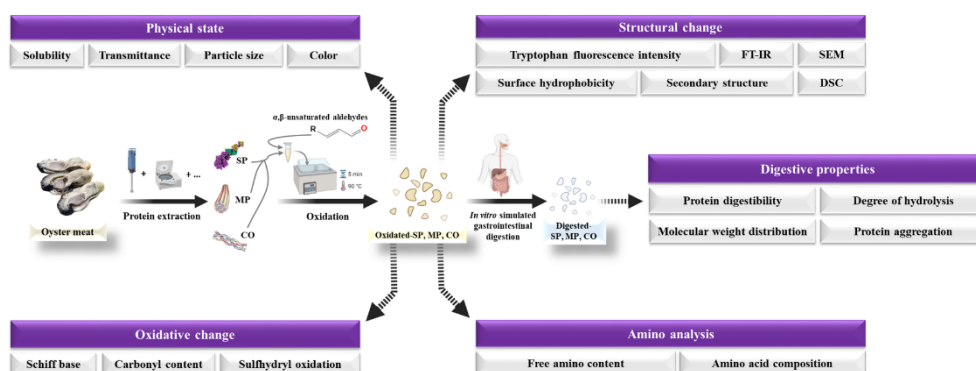 Physical state
Solubility
Transmittance
Particle size
Color
Structural change
Tryptophan fluorescence intensity
FT-IR
SEM
Surface hydrophobicity
Secondary structure
DSC
α,β-unsaturated aldehydes
R
O
SP
MP
CO
+
+ ...
5 min
90 °C
Oyster meat
Protein extraction
Oxidation
Oxidated-SP, MP, CO
In vitro simulated
gastrointestinal
digestion
Digested-
SP, MP, CO
Digestive properties
Protein digestibility
Degree of hydrolysis
Molecular weight distribution
Protein aggregation
Oxidative change
Schiff base
Carbonyl content
Sulfhydryl oxidation
Amino analysis
Free amino content
Amino acid composition